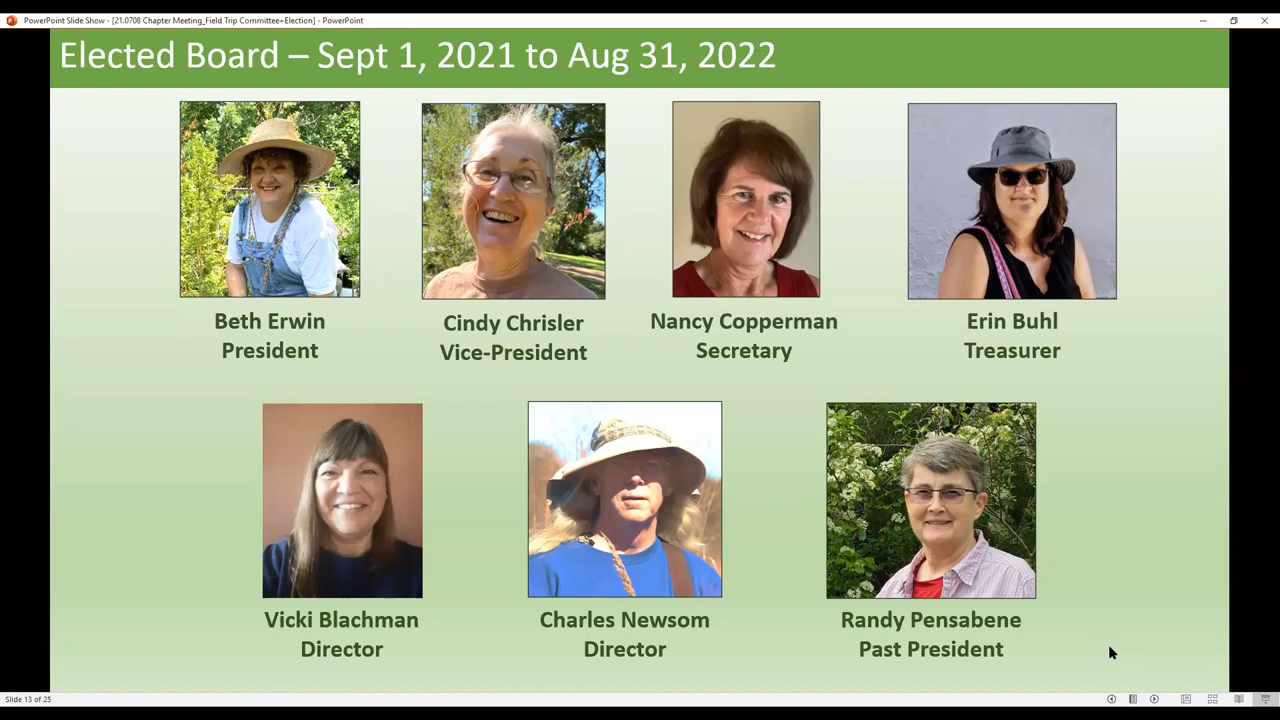 PowerPoint Slide Show - [21.0708 Chapter Meeting_Field Trip Committee+Election] - PowerPoint
Elected Board – Sept 1, 2021 to Aug 31, 2022
Beth Erwin
President
Cindy Chrisler
Vice-President
Nancy Copperman
Secretary
Erin Buhl
Treasurer
Vicki Blachman
Director
Charles Newsom
Director
Randy Pensabene
Past President
Slide 13 of 25